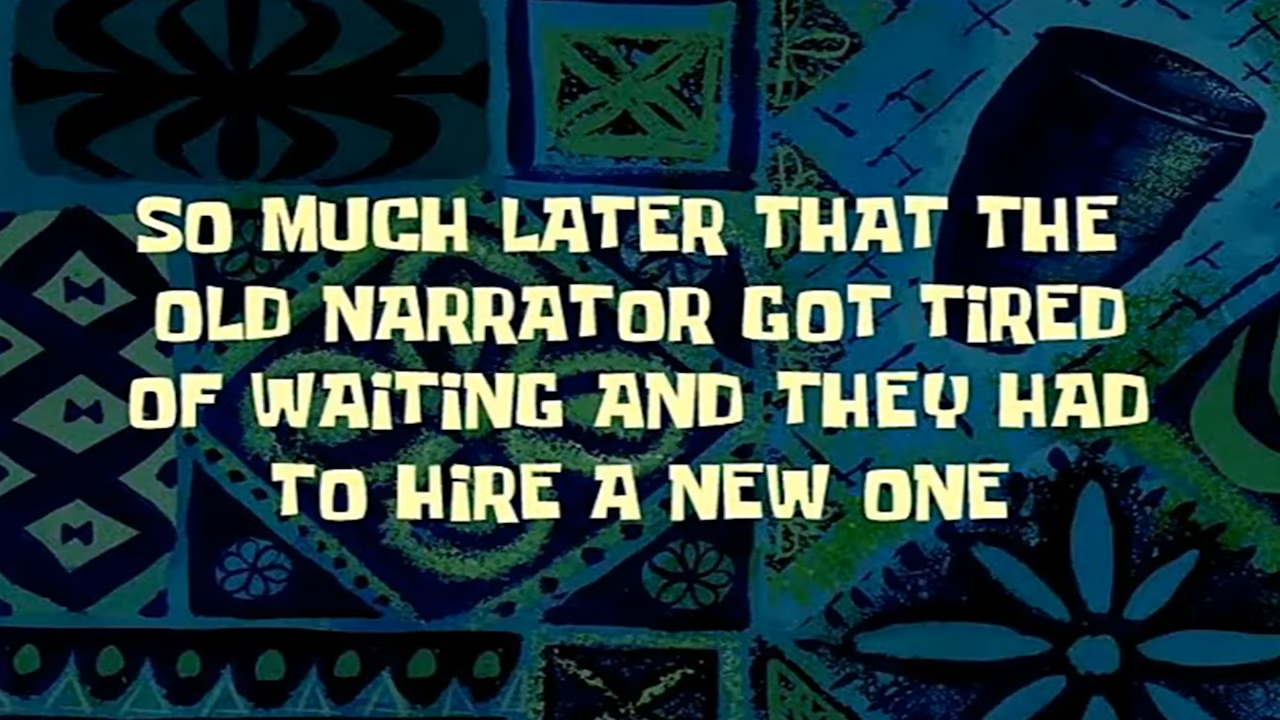 SO MUCH LATER THAT THE
OLD NARRATOR GOT TiRED
OF WAiTiNG AND THEY HAD
TO HiRE A NEW ONE